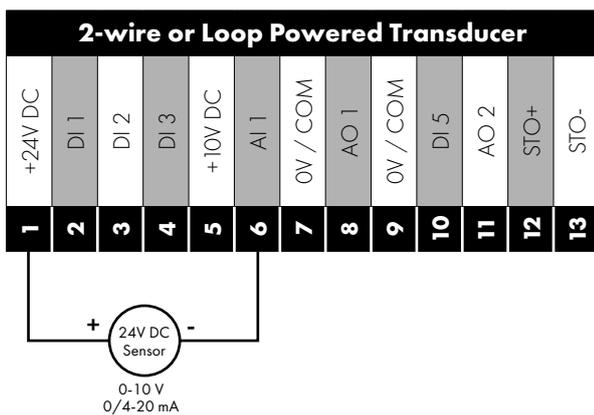 2-wire or Loop Powered Transducer
+24V DC
DI 1
DI 2
DI 3
+10V DC
AI 1
0V / COM
AO 1
0V / COM
DI 5
AO 2
STO+
STO-
1
2
3
4
5
6
7
8
9
10
11
12
13
+
-
24V DC
Sensor
0-10 V
0/4-20 mA